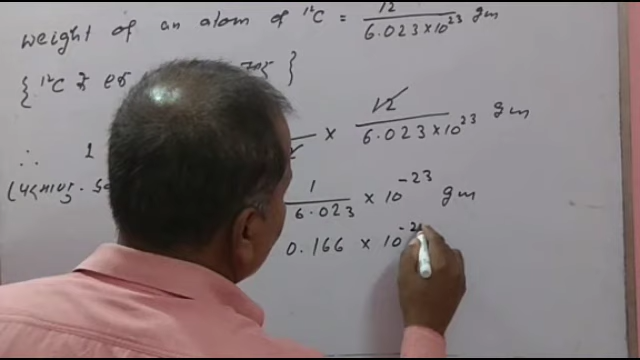 weight of an atom of ¹²C = 12 / 6.023×10²³ gm
{ ¹²C के }
∴ 1 × 12 / 6.023×10²³ gm
(परमाणु 1 / 6.023 × 10⁻²³ gm
0.166 × 10⁻²